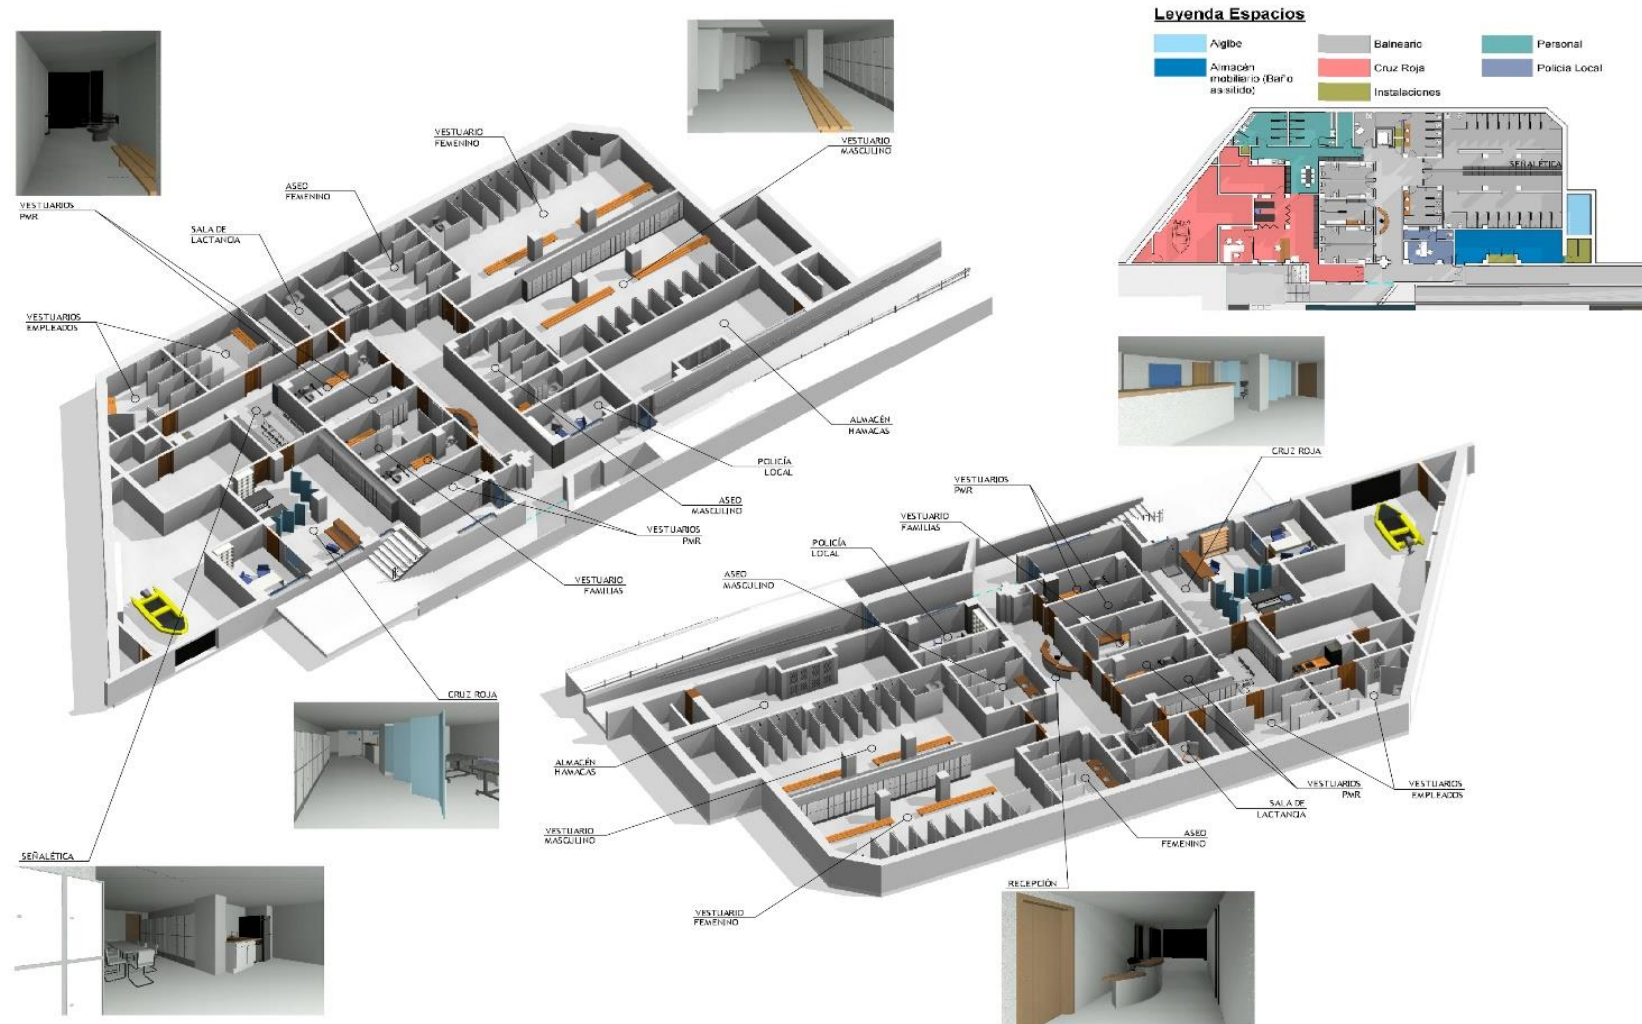 Leyenda Espacios
Algibe
Almacén
mobiliario (Baño
asistido)
Balneario
Cruz Roja
Instalaciones
Personal
Policía Local
SEÑALÉTICA
VESTUARIO
FEMENINO
VESTUARIO
MASCULINO
ASEO
FEMENINO
VESTUARIOS
PMR
SALA DE
LACTANCIA
VESTUARIOS
EMPLEADOS
ALMACÉN
HAMACAS
POLICÍA
LOCAL
ASEO
MASCULINO
VESTUARIOS
PMR
VESTUARIO
FAMILIAS
CRUZ ROJA
SEÑALÉTICA
CRUZ ROJA
VESTUARIOS
PMR
VESTUARIO
FAMILIAS
POLICÍA
LOCAL
ASEO
MASCULINO
ALMACÉN
HAMACAS
VESTUARIO
MASCULINO
VESTUARIO
FEMENINO
RECEPCIÓN
ASEO
FEMENINO
SALA DE
LACTANCIA
VESTUARIOS
PMR
VESTUARIOS
EMPLEADOS